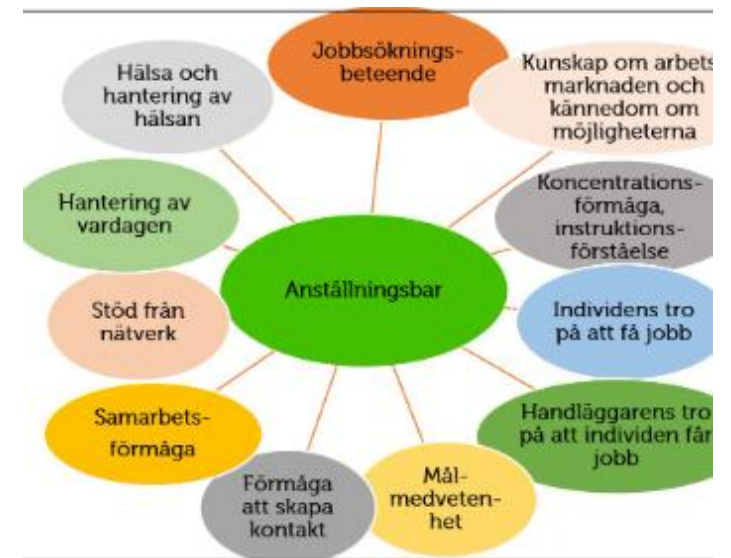 Jobbsöknings-
beteende
Kunskap om arbets
marknaden och
kännedom om
möjligheterna
Koncentrations-
förmåga,
instruktions-
förståelse
Individens tro
på att få jobb
Handläggarens tro
på att individen får
jobb
Mål-
medveten-
het
Förmåga
att skapa
kontakt
Samarbets-
förmåga
Stöd från
nätverk
Hantering av
vardagen
Hälsa och
hantering av
hälsan
Anställningsbar